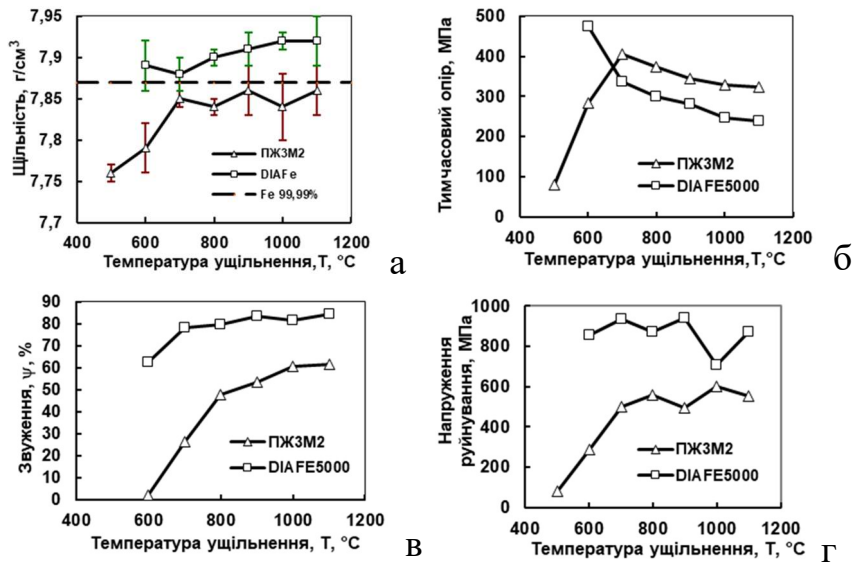 7,95
7,9
7,85
7,8
7,75
7,7
Щільність, г/см³
ПЖ3М2
DIAFe
Fe 99,99%
400 600 800 1000 1200
Температура ущільнення,Т, °С
а
500
400
300
200
100
0
Тимчасовий опір, МПа
ПЖ3М2
DIAFE5000
400 600 800 1000 1200
Температура ущільнення,Т,°С
б
90
80
70
60
50
40
30
20
10
0
Звуження, ψ, %
ПЖ3М2
DIAFE5000
400 600 800 1000 1200
Температура ущільнення, Т, °С
в
1000
800
600
400
200
0
Напруження
руйнування, МПа
ПЖ3М2
DIAFE5000
400 600 800 1000 1200
Температура ущільнення, Т, °С
г